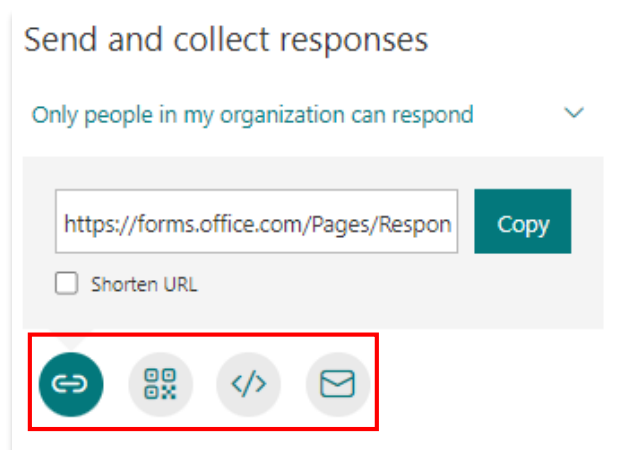 Send and collect responses
Only people in my organization can respond
https://forms.office.com/Pages/Respon
Copy
Shorten URL